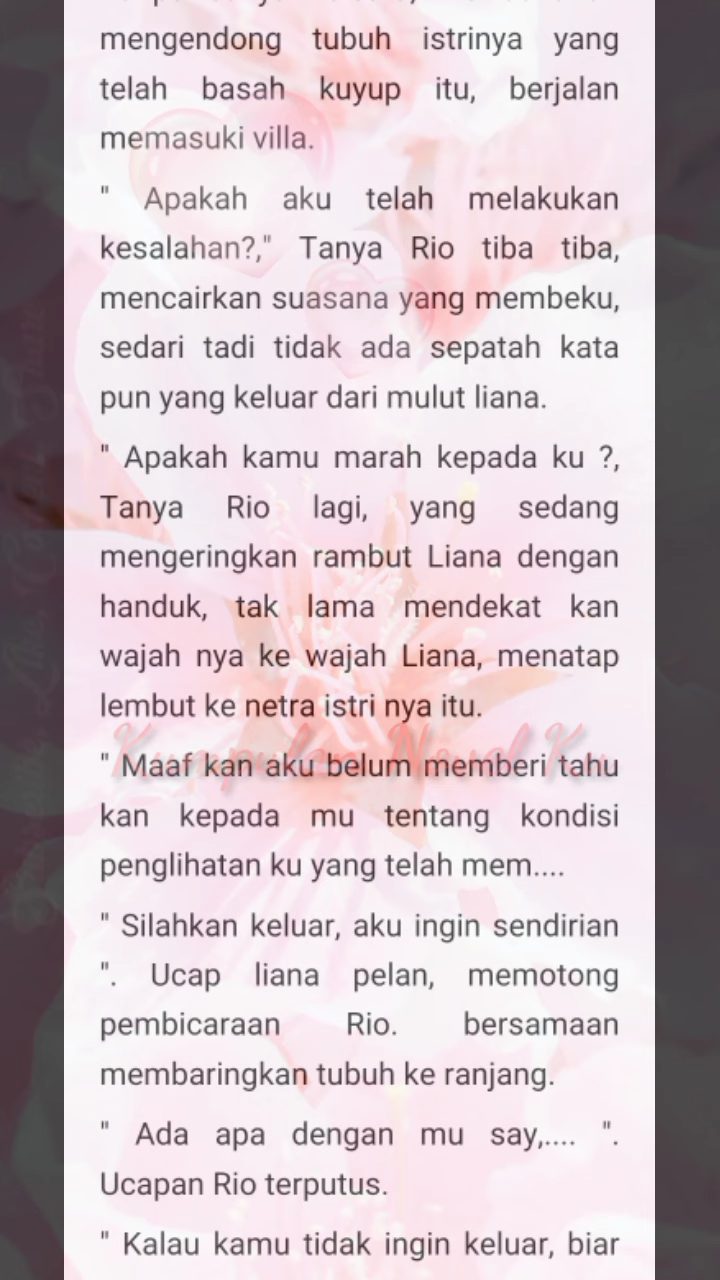 mengendong tubuh istrinya yang
telah basah kuyup itu, berjalan
memasuki villa.
" Apakah aku telah melakukan
kesalahan?," Tanya Rio tiba tiba,
mencairkan suasana yang membeku,
sedari tadi tidak ada sepatah kata
pun yang keluar dari mulut liana.
" Apakah kamu marah kepada ku ?,
Tanya Rio lagi, yang sedang
mengeringkan rambut Liana dengan
handuk, tak lama mendekat kan
wajah nya ke wajah Liana, menatap
lembut ke netra istri nya itu.
Kumpulan Novel Ku
" Maaf kan aku belum memberi tahu
kan kepada mu tentang kondisi
penglihatan ku yang telah mem....
" Silahkan keluar, aku ingin sendirian
". Ucap liana pelan, memotong
pembicaraan Rio. bersamaan
membaringkan tubuh ke ranjang.
" Ada apa dengan mu say,.... ".
Ucapan Rio terputus.
" Kalau kamu tidak ingin keluar, biar